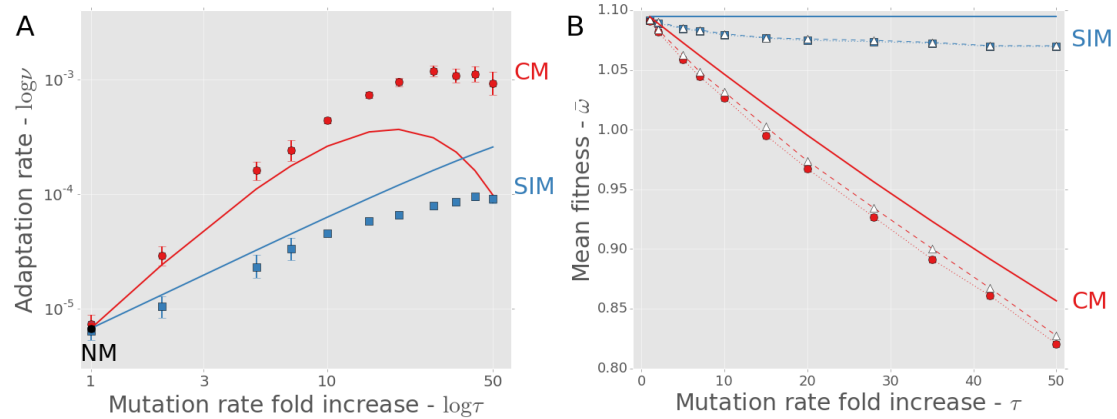 A
Adaptation rate - logν
10⁻³
10⁻⁴
10⁻⁵
CM
SIM
NM
1
3
10
50
Mutation rate fold increase - logτ
B
Mean fitness - ω̄
1.10
1.05
1.00
0.95
0.90
0.85
0.80
SIM
CM
0
10
20
30
40
50
Mutation rate fold increase - τ